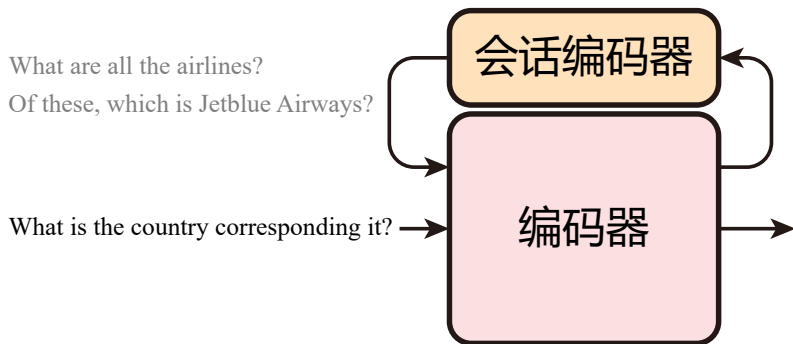 What are all the airlines?
Of these, which is Jetblue Airways?
What is the country corresponding it?
会话编码器
编码器